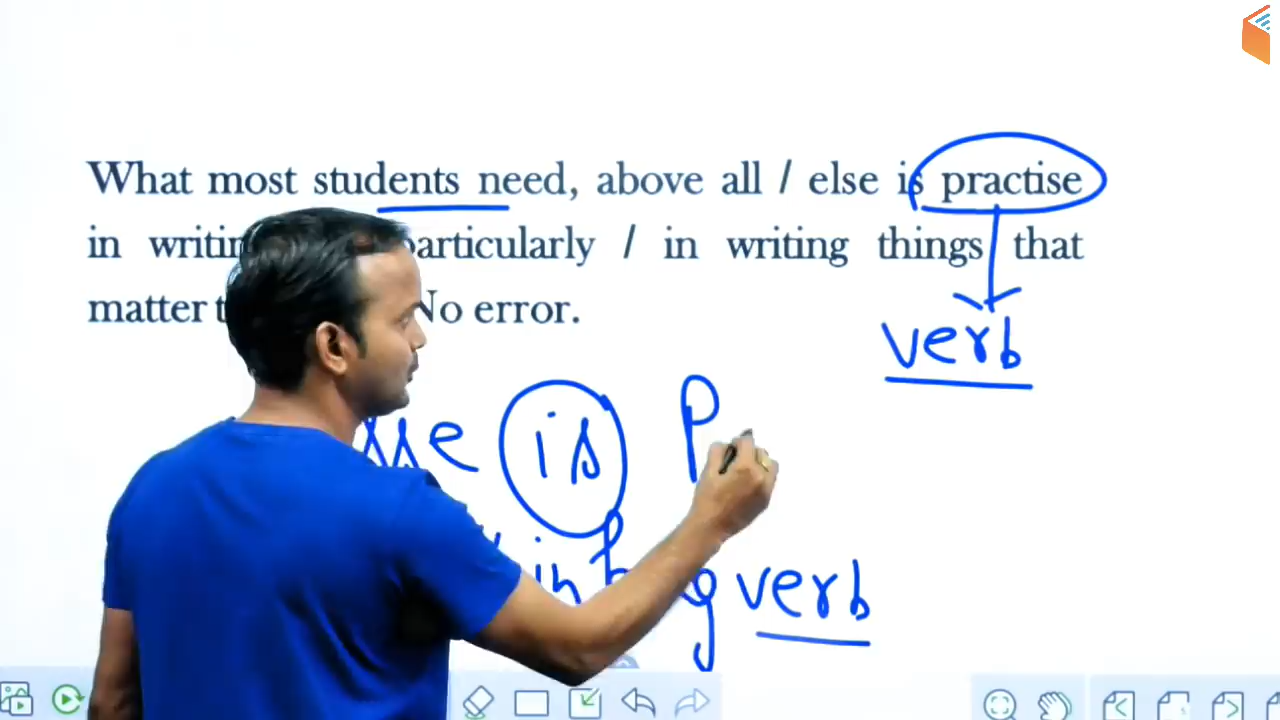 What most students need, above all / else is practise
in particularly / in writing things that
matter No error.
verb
is P
verb